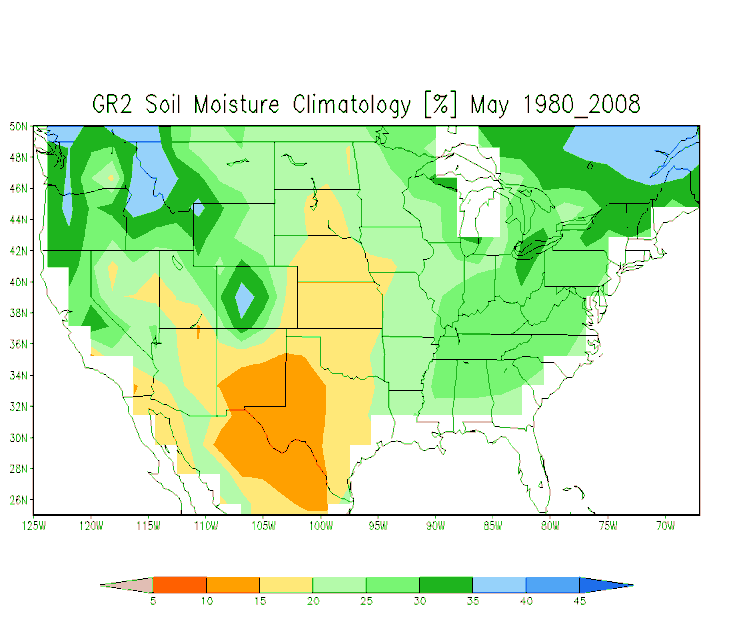 GR2 Soil Moisture Climatology [%] May 1980_2008
50N
48N
46N
44N
42N
40N
38N
36N
34N
32N
30N
28N
26N
125W 120W 115W 110W 105W 100W 95W 90W 85W 80W 75W 70W
5 10 15 20 25 30 35 40 45